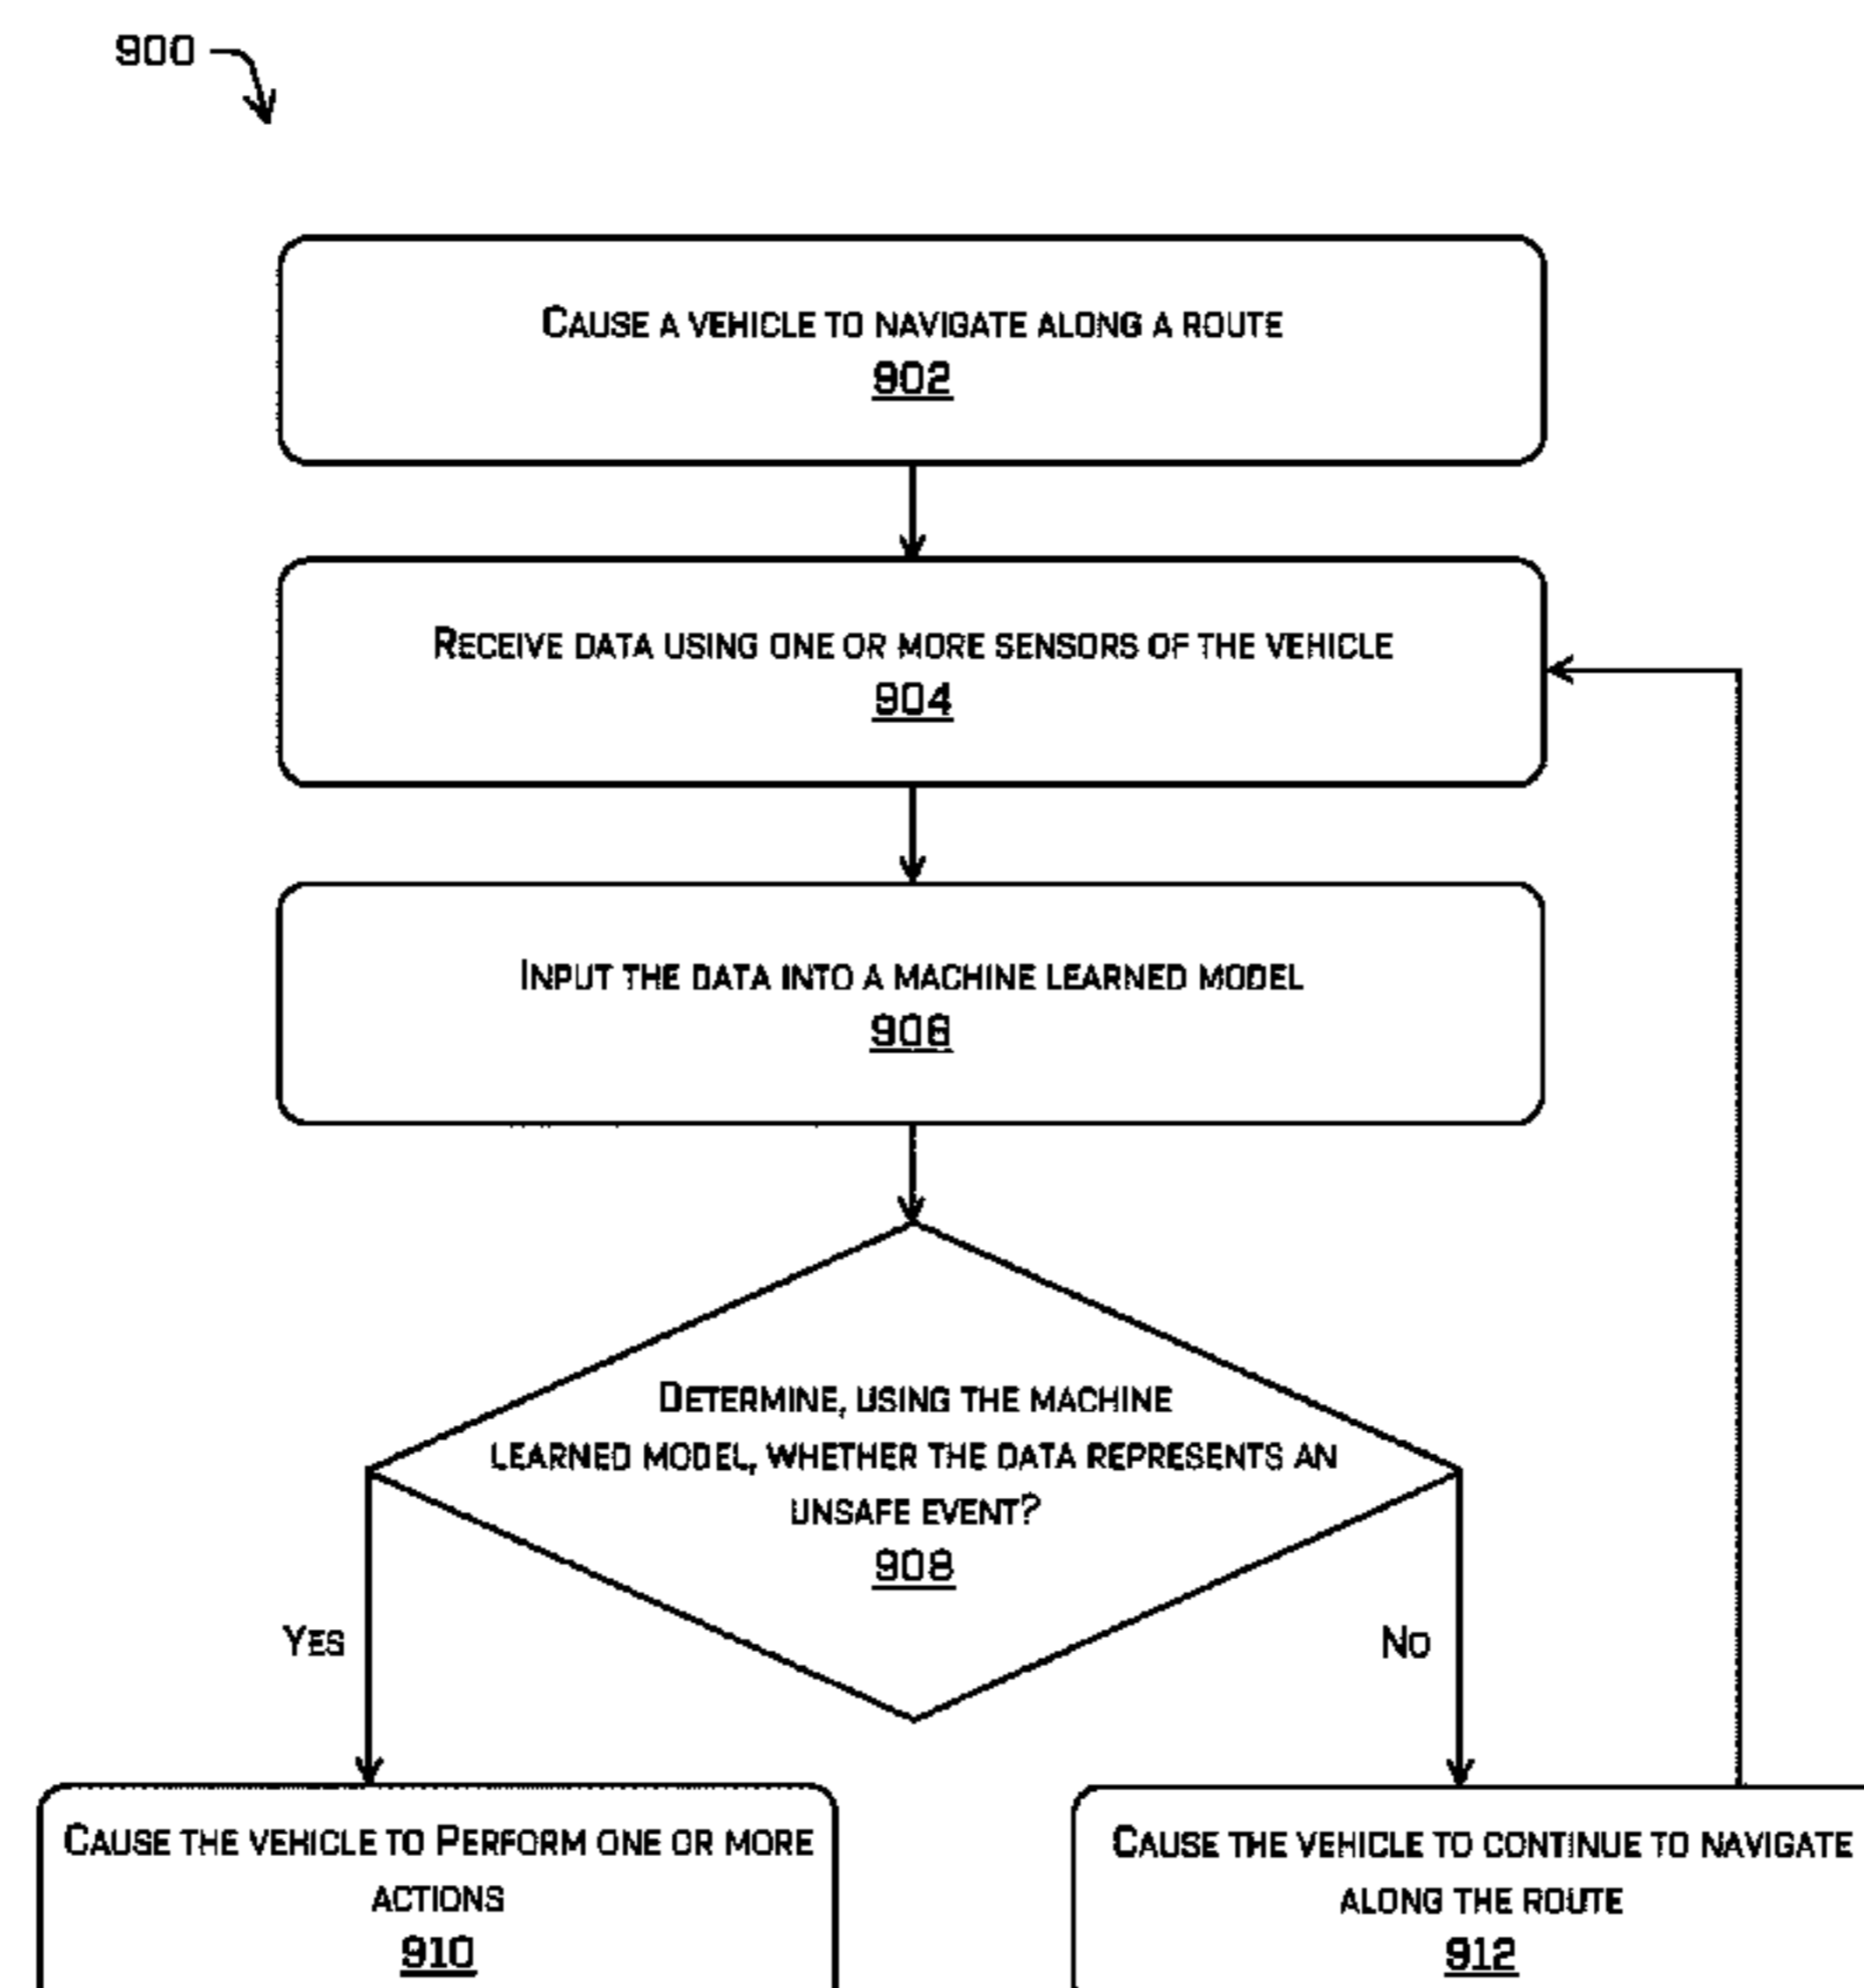 900
Cause a vehicle to navigate along a route
902
Receive data using one or more sensors of the vehicle
904
Input the data into a machine learned model
906
Determine, using the machine
learned model, whether the data represents an
unsafe event?
908
Yes
No
Cause the vehicle to Perform one or more
actions
910
Cause the vehicle to continue to navigate
along the route
912